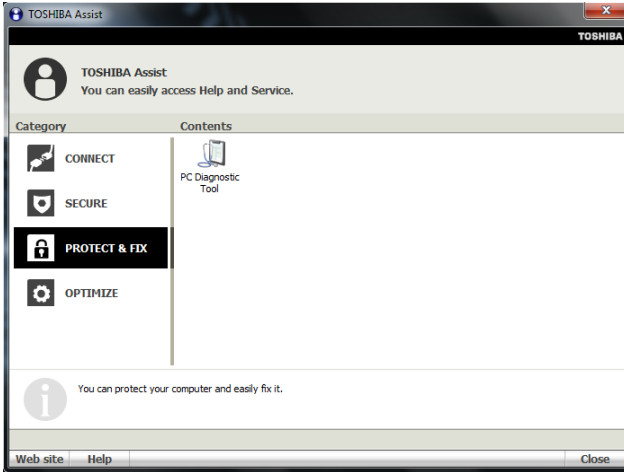 TOSHIBA Assist
TOSHIBA
TOSHIBA Assist
You can easily access Help and Service.
Category
Contents
CONNECT
SECURE
PROTECT & FIX
OPTIMIZE
PC Diagnostic
Tool
You can protect your computer and easily fix it.
Web site
Help
Close